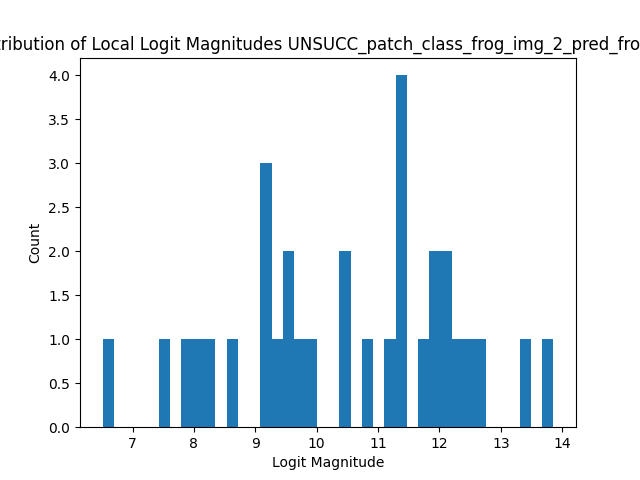 tribution of Local Logit Magnitudes UNSUCC_patch_class_frog_img_2_pred_fro
4.0
3.5
3.0
2.5
2.0
1.5
1.0
0.5
0.0
Count
7 8 9 10 11 12 13 14
Logit Magnitude